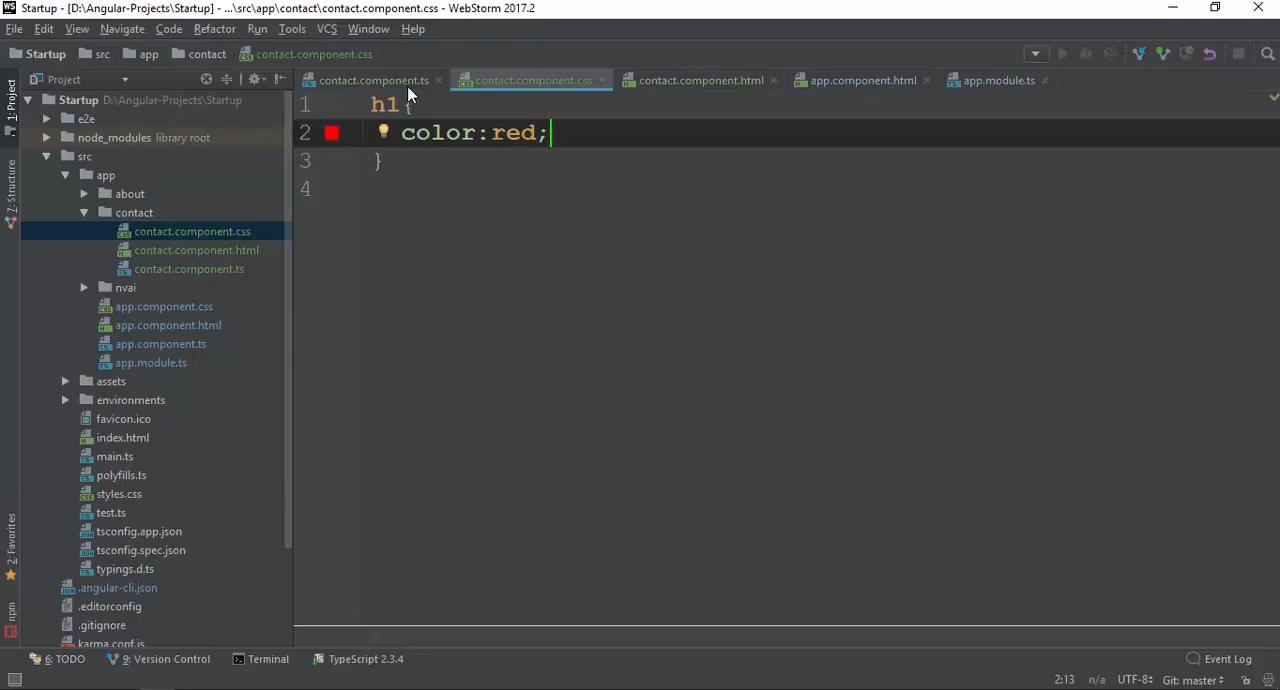 Startup - [D:\Angular-Projects\Startup] - ...\src\app\contact\contact.component.css - WebStorm 2017.2
File Edit View Navigate Code Refactor Run Tools VCS Window Help
Startup src app contact contact.component.css
Project
contact.component.ts contact.component.css contact.component.html app.component.html app.module.ts
1: Project
Z: Structure
2: Favorites
npm
Startup D:\Angular-Projects\Startup
e2e
node_modules library root
src
app
about
contact
contact.component.css
contact.component.html
contact.component.ts
nvai
app.component.css
app.component.html
app.component.ts
app.module.ts
assets
environments
favicon.ico
index.html
main.ts
polyfills.ts
styles.css
test.ts
tsconfig.app.json
tsconfig.spec.json
typings.d.ts
.angular-cli.json
.editorconfig
.gitignore
karma.conf.js
1 h1{
2 color:red;
3 }
4
6: TODO 9: Version Control Terminal TypeScript 2.3.4 Event Log
2:13 n/a UTF-8 Git: master